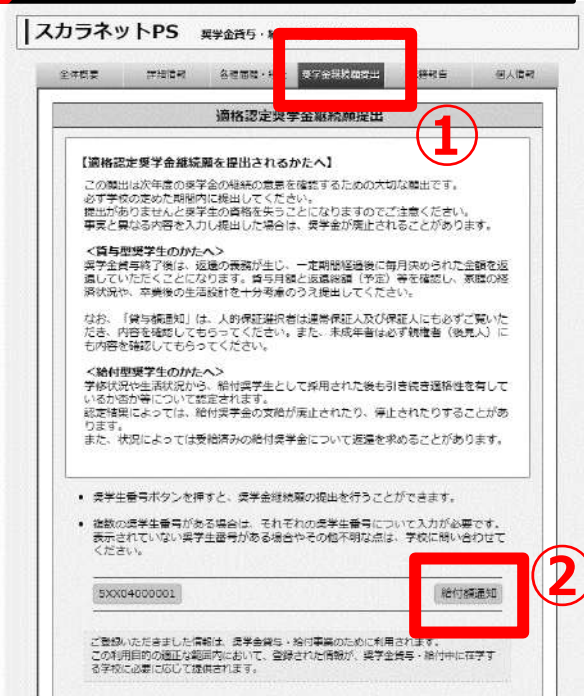 スカラネットPS 奨学金貸与・
全体概要 詳細情報 各種 奨学金継続願提出 報告 個人情報
適格認定奨学金継続願提出
①
【適格認定奨学金継続願を提出されるかたへ】
この願出は次年度の奨学金の継続の意思を確認するための大切な願出です。
必ず学校の定めた期間内に提出してください。
提出がありませんと奨学生の資格を失うことになりますのでご注意ください。
事実と異なる内容を入力し提出した場合は、奨学金が廃止されることがあります。
<貸与型奨学生のかたへ>
奨学金貸与終了後は、返還の義務が生じ、一定期間経過後に毎月決められた金額を返
還していただくことになります。貸与月額と返還総額(予定)等を確認し、家庭の経
済状況や、卒業後の生活設計を十分考慮のうえ提出してください。
なお、「貸与額通知」は、人的保証選択者は連帯保証人及び保証人にも必ずご覧いた
だき、内容を確認してもらってください。また、未成年者は必ず親権者(後見人)に
も内容を確認してもらってください。
<給付型奨学生のかたへ>
学修状況や生活状況から、給付奨学生として採用された後も引き続き適格性を有して
いるか否か等について認定されます。
認定結果によっては、給付奨学金の支給が廃止されたり、停止されたりすることがあ
ります。
また、状況によっては受給済みの給付奨学金について返還を求めることがあります。
• 奨学生番号ボタンを押すと、奨学金継続願の提出を行うことができます。
• 複数の奨学生番号がある場合は、それぞれの奨学生番号について入力が必要です。
表示されていない奨学生番号がある場合やその他不明な点は、学校に問い合わせて
ください。
5XX04000001 給付額通知 ②
ご登録いただきました情報は、奨学金貸与・給付事業のために利用されます。
この利用目的の適正な範囲内において、登録された情報が、奨学金貸与・給付中に在学す
る学校に必要に応じて提供されます。